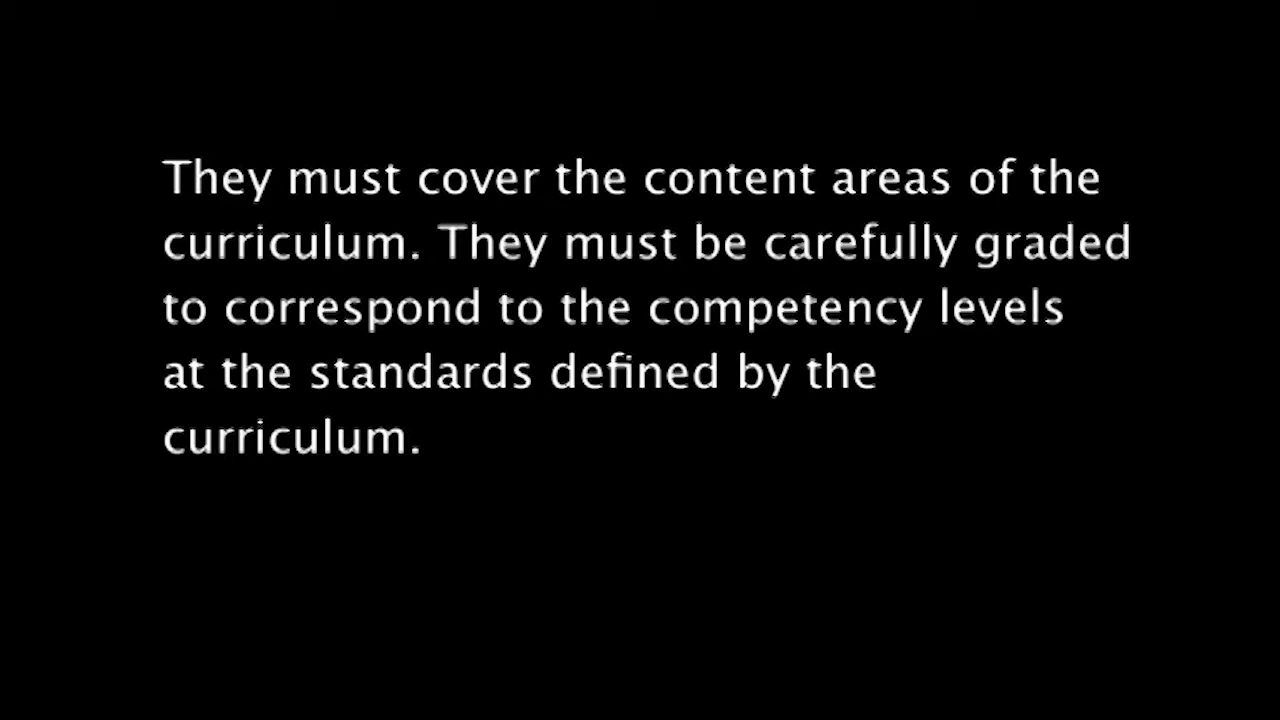 They must cover the content areas of the
curriculum. They must be carefully graded
to correspond to the competency levels
at the standards defined by the
curriculum.